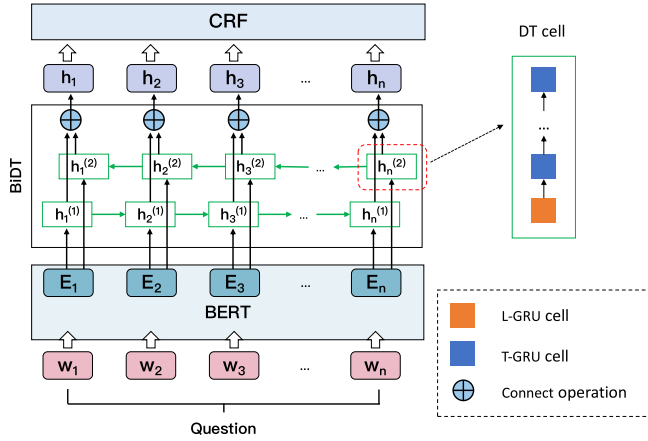 CRF
DT cell
h1 h2 h3 ... hn
BiDT
h1(2) h2(2) h3(2) ... hn(2)
...
h1(1) h2(1) h3(1) ... hn(1)
E1 E2 E3 ... En
BERT
L-GRU cell
T-GRU cell
w1 w2 w3 ... wn
Connect operation
Question